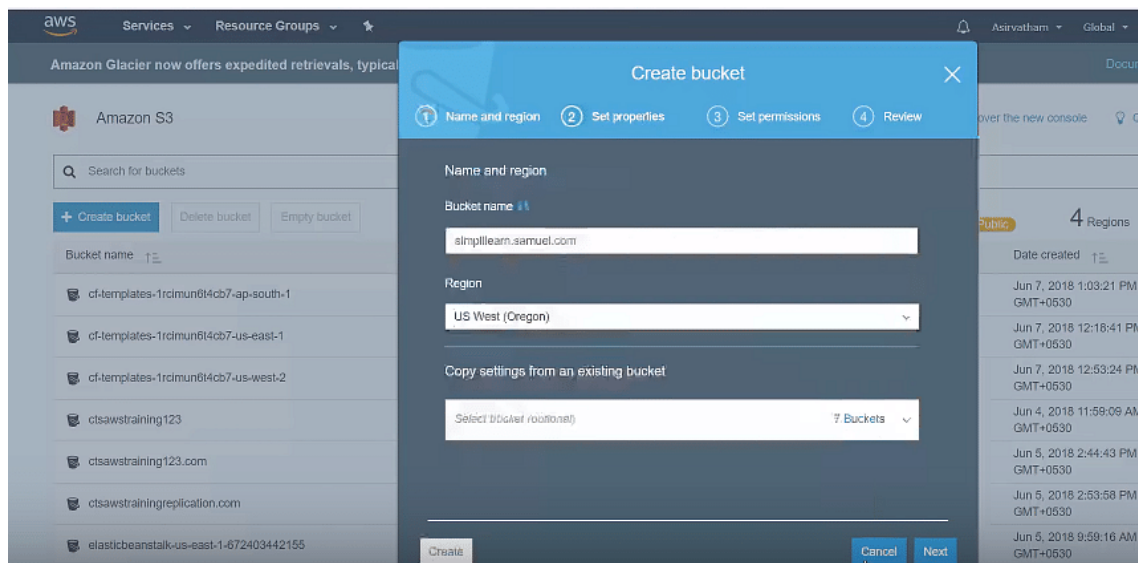 aws Services Resource Groups Asirvatham Global
Amazon Glacier now offers expedited retrievals, typical
Create bucket
1 Name and region 2 Set properties 3 Set permissions 4 Review
Amazon S3
over the new console
Search for buckets
Name and region
Bucket name
simplilearn.samuel.com
+ Create bucket Delete bucket Empty bucket
Public 4 Regions
Bucket name
Date created
Region
US West (Oregon)
Copy settings from an existing bucket
Select bucket (optional) 7 Buckets
cf-templates-1rcimun6t4cb7-ap-south-1
Jun 7, 2018 1:03:21 PM
GMT+0530
cf-templates-1rcimun6t4cb7-us-east-1
Jun 7, 2018 12:18:41 PM
GMT+0530
cf-templates-1rcimun6t4cb7-us-west-2
Jun 7, 2018 12:53:24 PM
GMT+0530
ctsawstraining123
Jun 4, 2018 11:59:09 AM
GMT+0530
ctsawstraining123.com
Jun 5, 2018 2:44:43 PM
GMT+0530
ctsawstrainingreplication.com
Jun 5, 2018 2:53:58 PM
GMT+0530
elasticbeanstalk-us-east-1-672403442155
Jun 5, 2018 9:59:16 AM
GMT+0530
Create Cancel Next